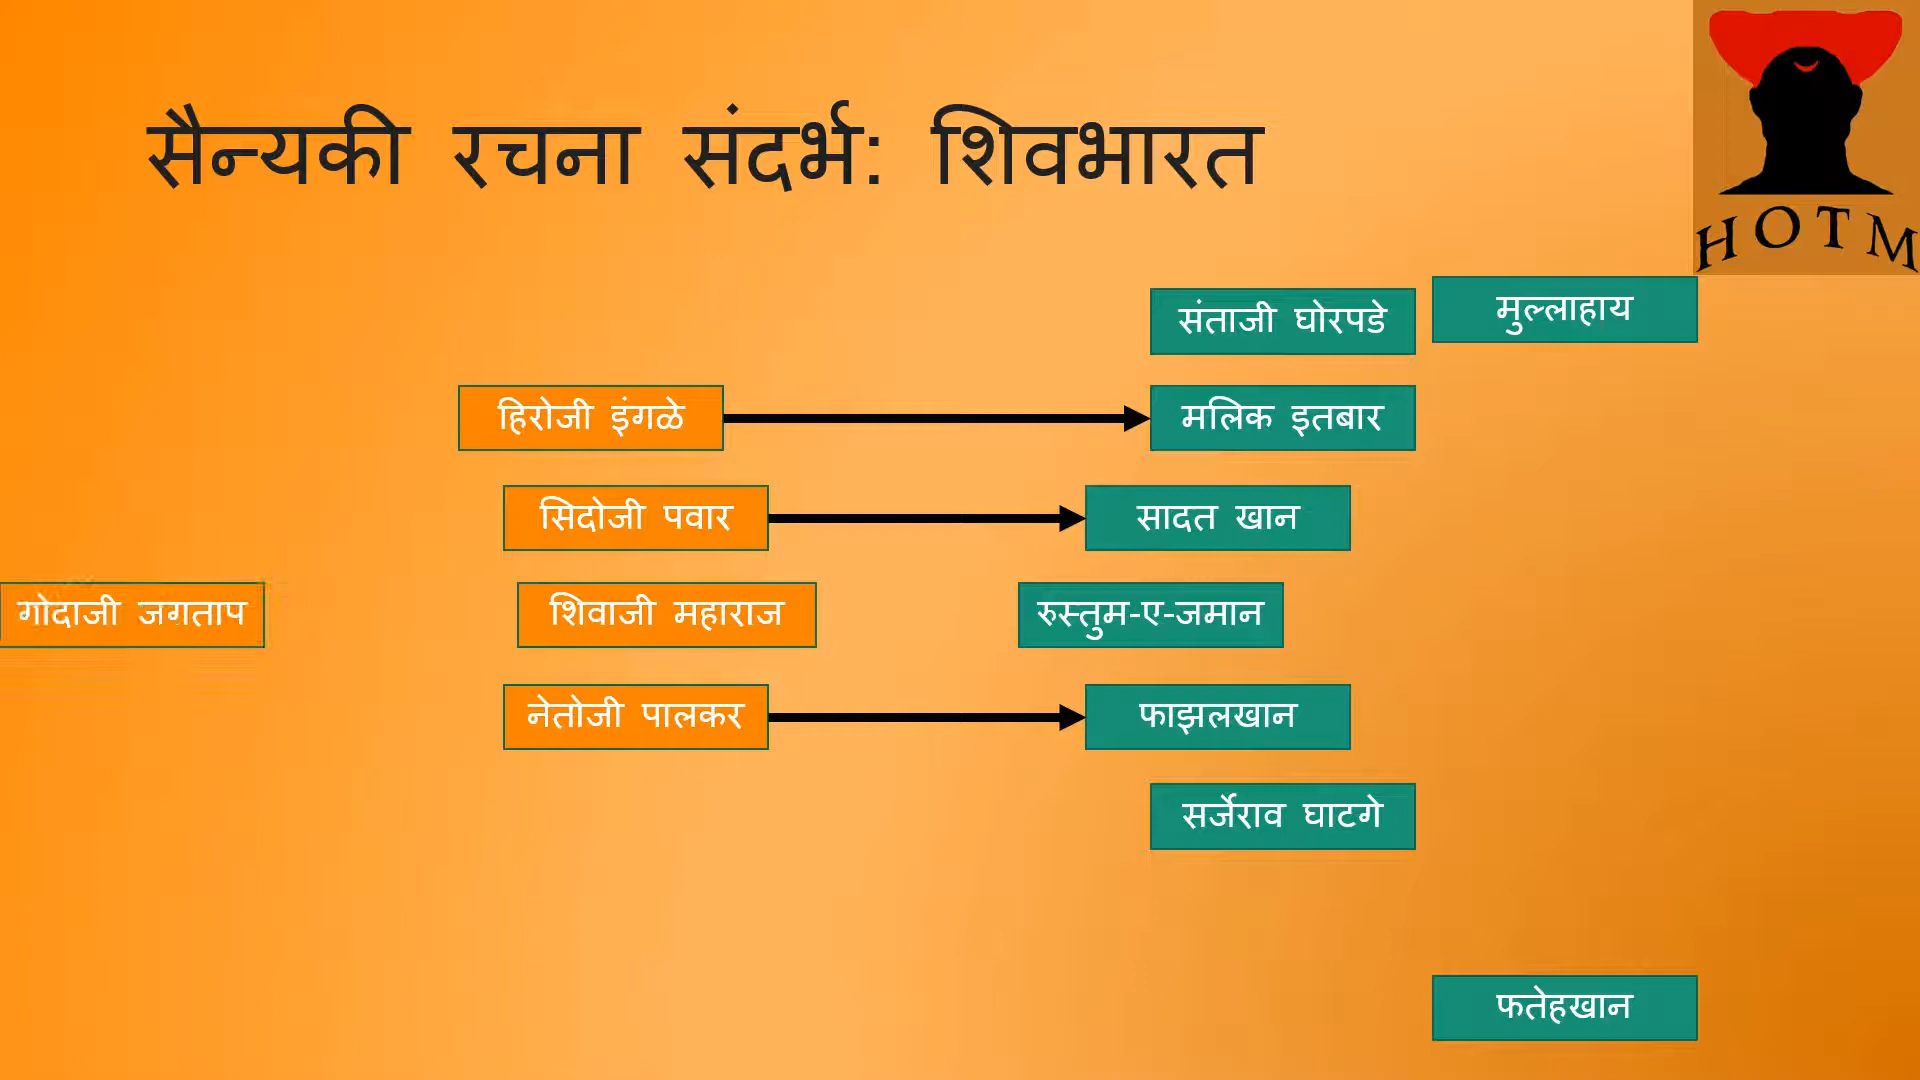 सैन्यकी रचना संदर्भ: शिवभारत
HOTM
संताजी घोरपडे
मुल्लाहाय
हिरोजी इंगळे
मलिक इतबार
सिदोजी पवार
सादत खान
गोदाजी जगताप
शिवाजी महाराज
रुस्तुम-ए-जमान
नेतोजी पालकर
फाझलखान
सर्जेराव घाटगे
फतेहखान